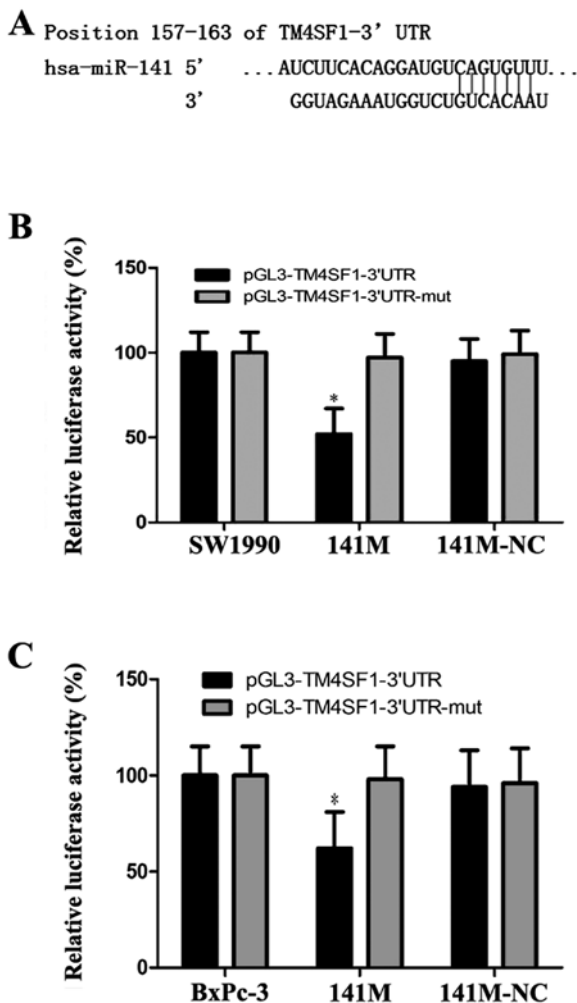 A Position 157-163 of TM4SF1-3' UTR
hsa-miR-141 5' ...AUCUUCACAGGAUGUCAGUGUUU...
3' GGUAGAAAUGGUCUGUCACAAU
B
Relative luciferase activity (%)
150
100
50
0
pGL3-TM4SF1-3'UTR
pGL3-TM4SF1-3'UTR-mut
*
SW1990 141M 141M-NC
C
Relative luciferase activity (%)
150
100
50
0
pGL3-TM4SF1-3'UTR
pGL3-TM4SF1-3'UTR-mut
*
BxPc-3 141M 141M-NC